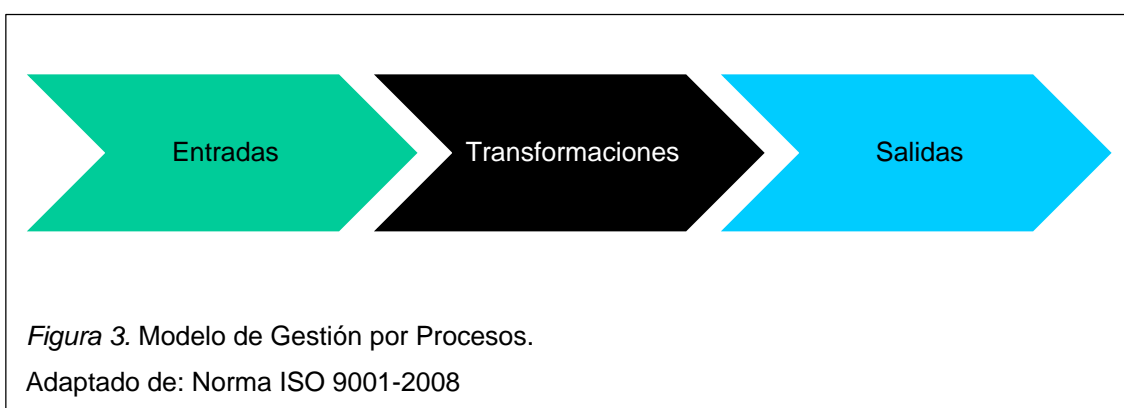 Entradas
Transformaciones
Salidas
Figura 3. Modelo de Gestión por Procesos.
Adaptado de: Norma ISO 9001-2008